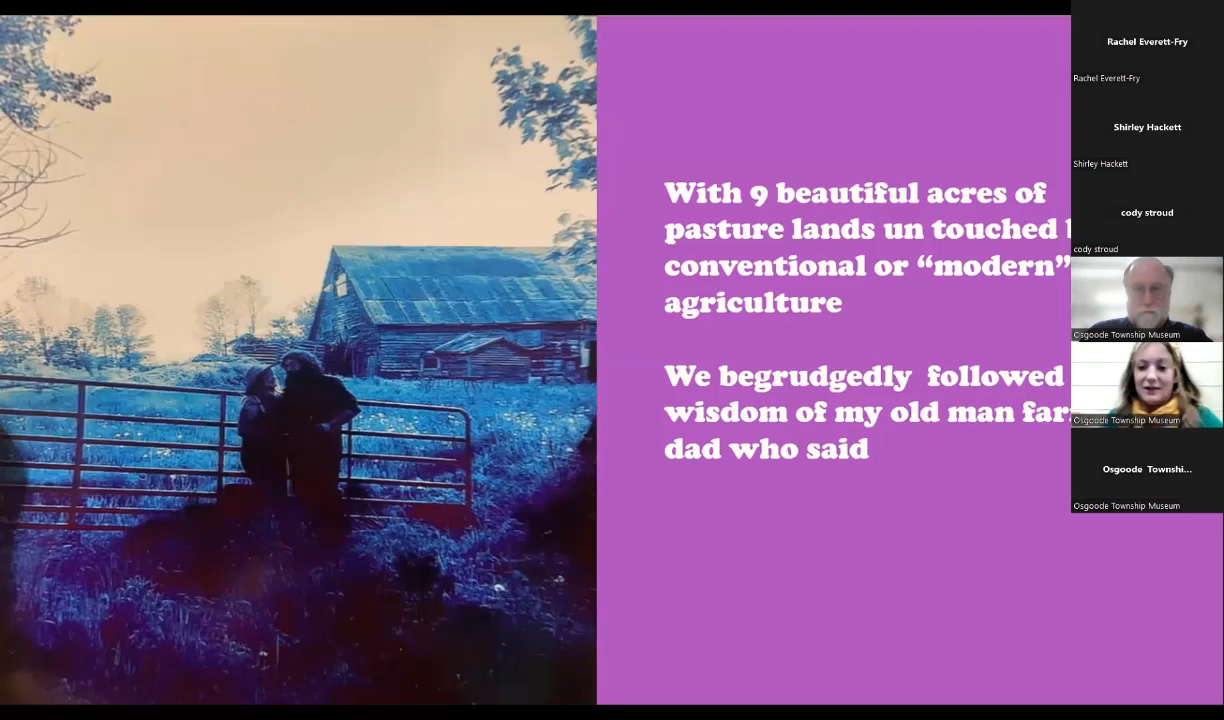 With 9 beautiful acres of
pasture lands un touched
conventional or “modern”
agriculture
We begrudgedly followed
wisdom of my old man
dad who said
Rachel Everett-Fry
Rachel Everett-Fry
Shirley Hackett
Shirley Hackett
cody stroud
cody stroud
Osgoode Township Museum
Osgoode Township Museum
Osgoode Townshi...
Osgoode Township Museum